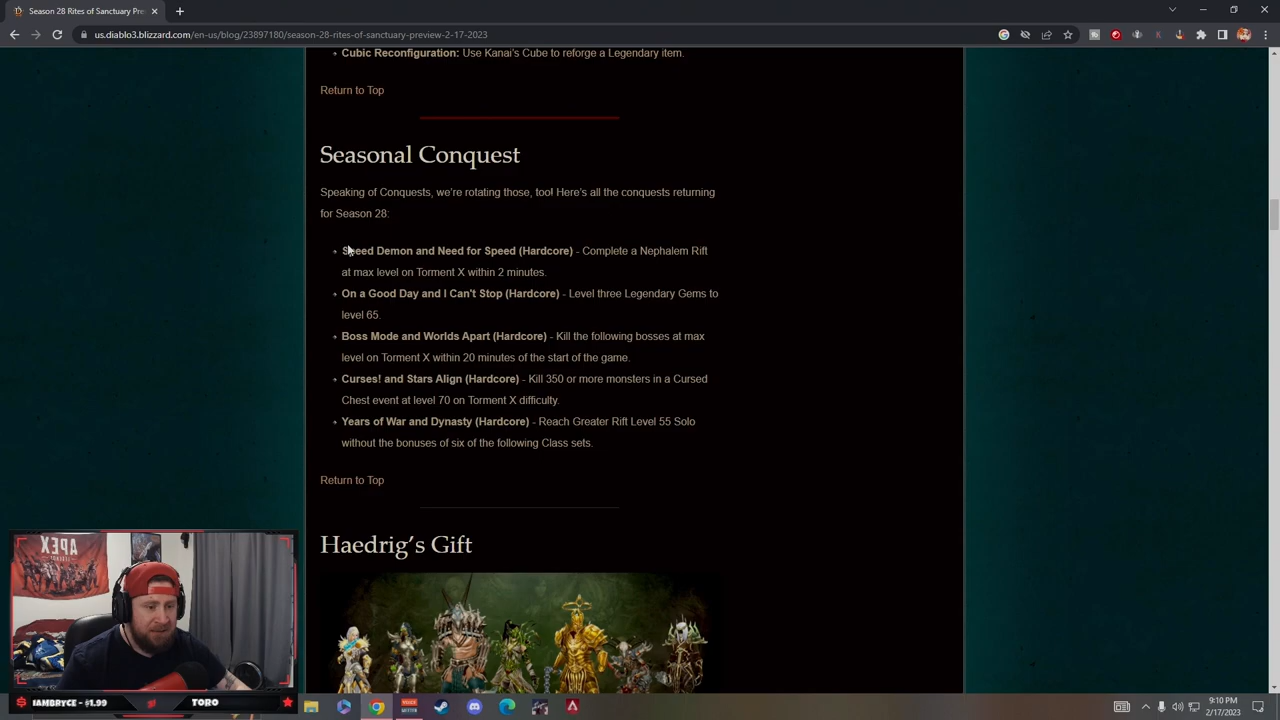 Season 28 Rites of Sanctuary Pre
us.diablo3.blizzard.com/en-us/blog/23897180/season-28-rites-of-sanctuary-preview-2-17-2023
Cubic Reconfiguration: Use Kanai's Cube to reforge a Legendary item.
Return to Top
Seasonal Conquest
Speaking of Conquests, we're rotating those, too! Here's all the conquests returning
for Season 28:
Speed Demon and Need for Speed (Hardcore) - Complete a Nephalem Rift
at max level on Torment X within 2 minutes.
On a Good Day and I Can't Stop (Hardcore) - Level three Legendary Gems to
level 65.
Boss Mode and Worlds Apart (Hardcore) - Kill the following bosses at max
level on Torment X within 20 minutes of the start of the game.
Curses! and Stars Align (Hardcore) - Kill 350 or more monsters in a Cursed
Chest event at level 70 on Torment X difficulty.
Years of War and Dynasty (Hardcore) - Reach Greater Rift Level 55 Solo
without the bonuses of six of the following Class sets.
Return to Top
Haedrig's Gift
APEX
IAMBRYCE - $1.99
TORO
9:10 PM
2/17/2023